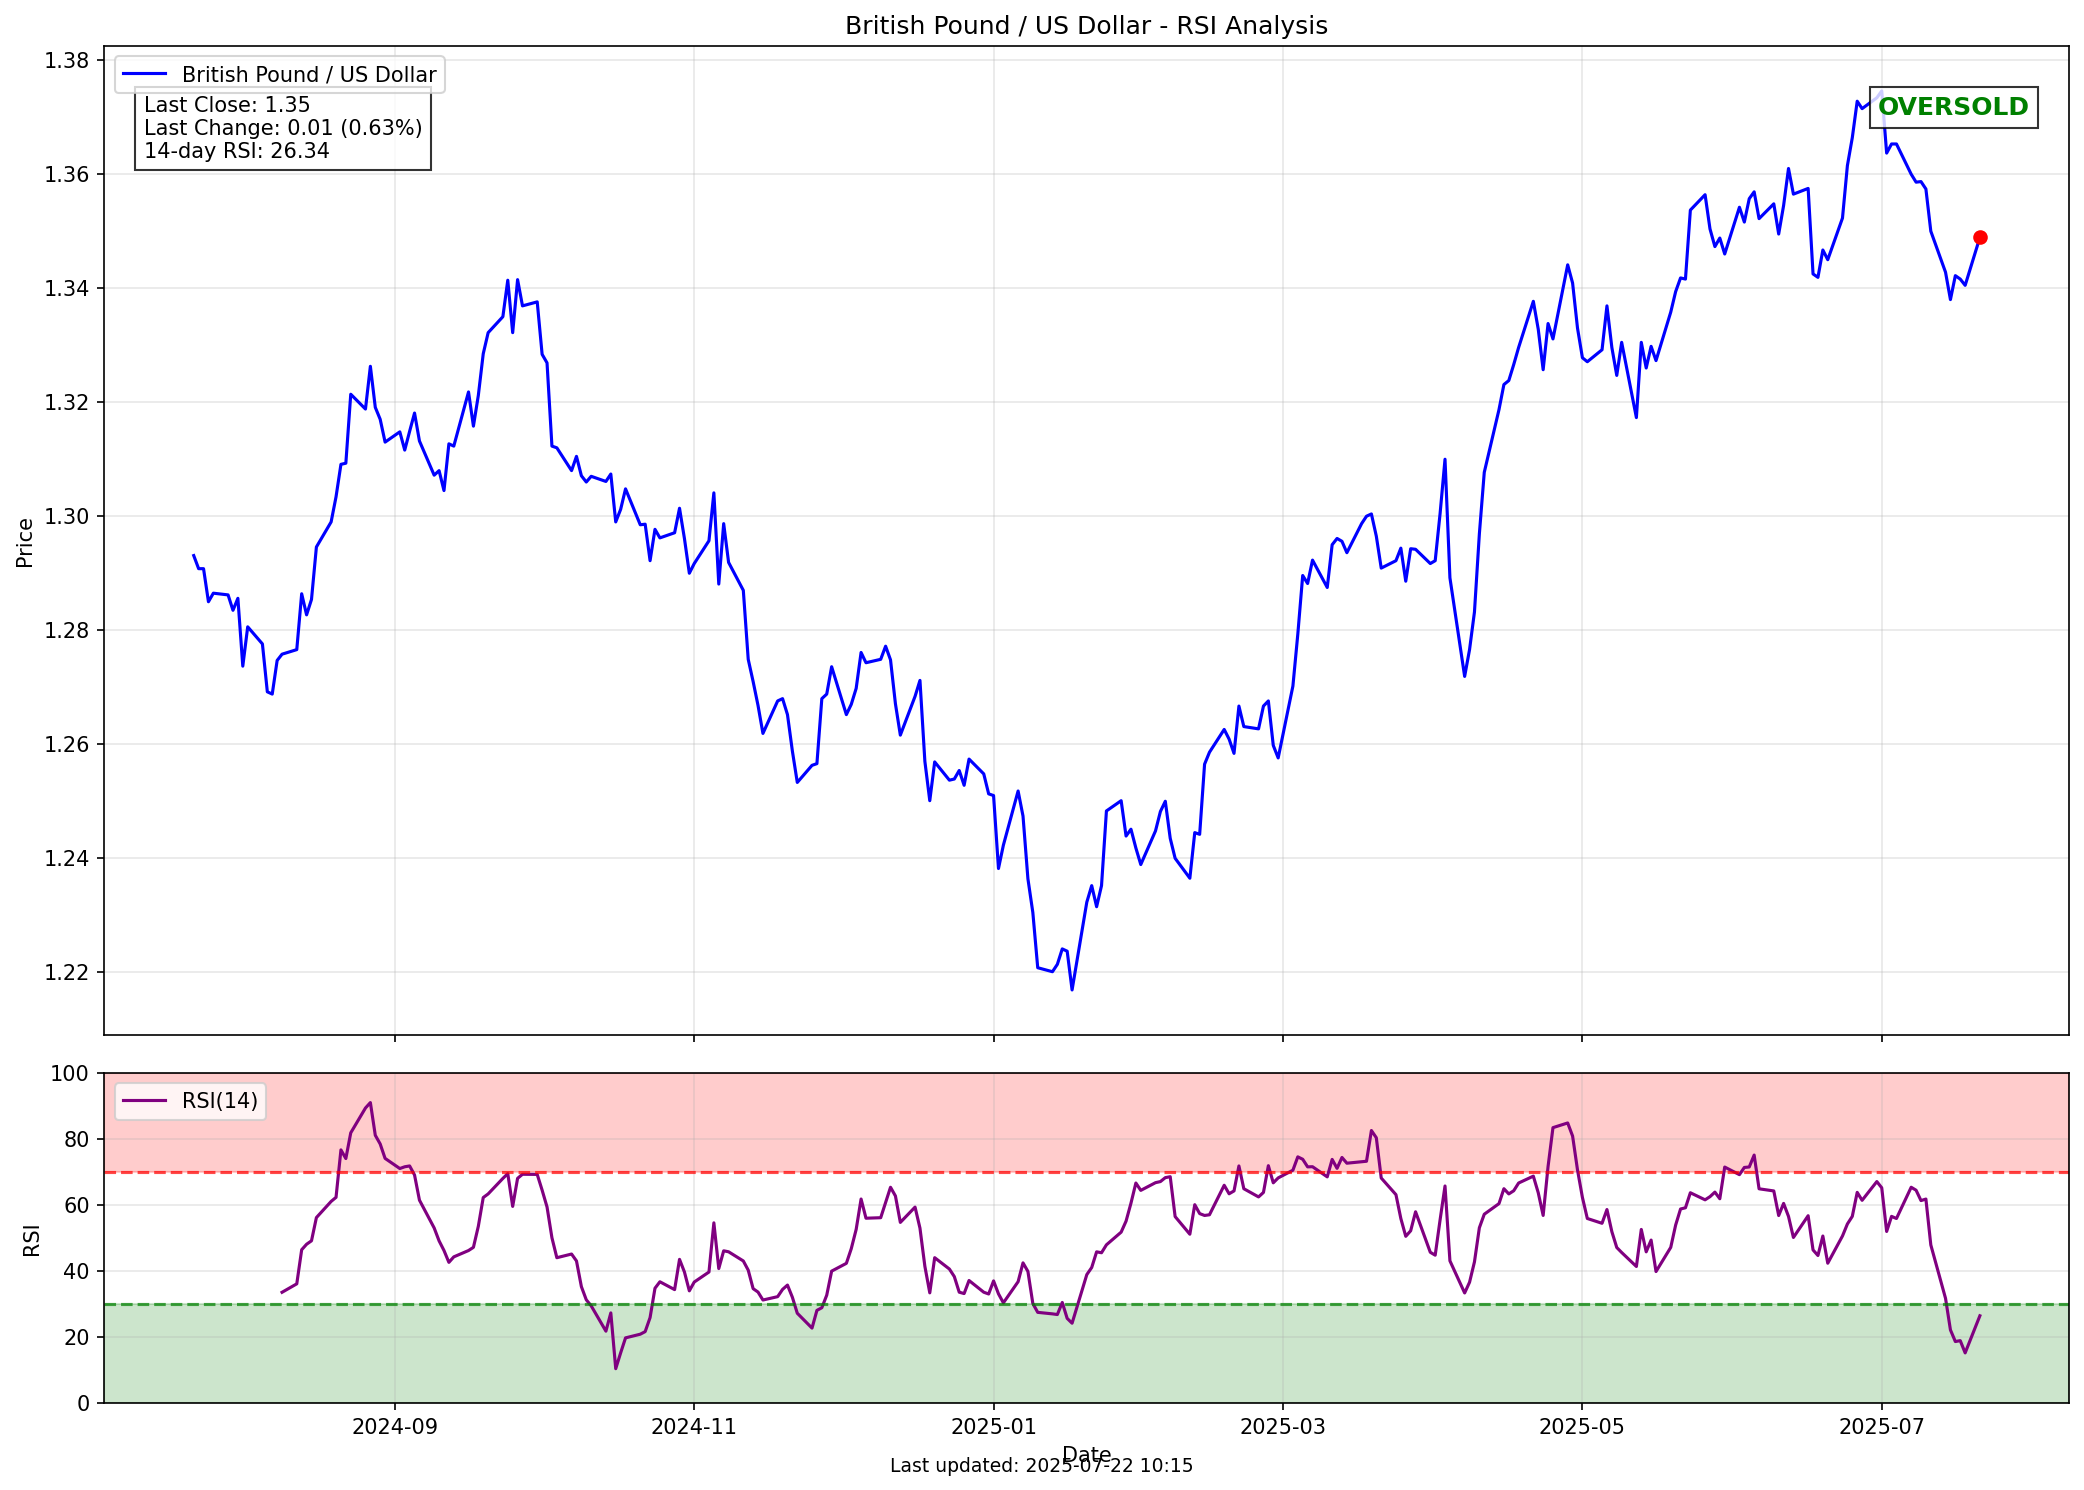 British Pound / US Dollar - RSI Analysis
British Pound / US Dollar
Last Close: 1.35
Last Change: 0.01 (0.63%)
14-day RSI: 26.34
OVERSOLD
Price
1.38
1.36
1.34
1.32
1.30
1.28
1.26
1.24
1.22
RSI(14)
RSI
100
80
60
40
20
0
2024-09
2024-11
2025-01
2025-03
2025-05
2025-07
Date
Last updated: 2025-07-22 10:15